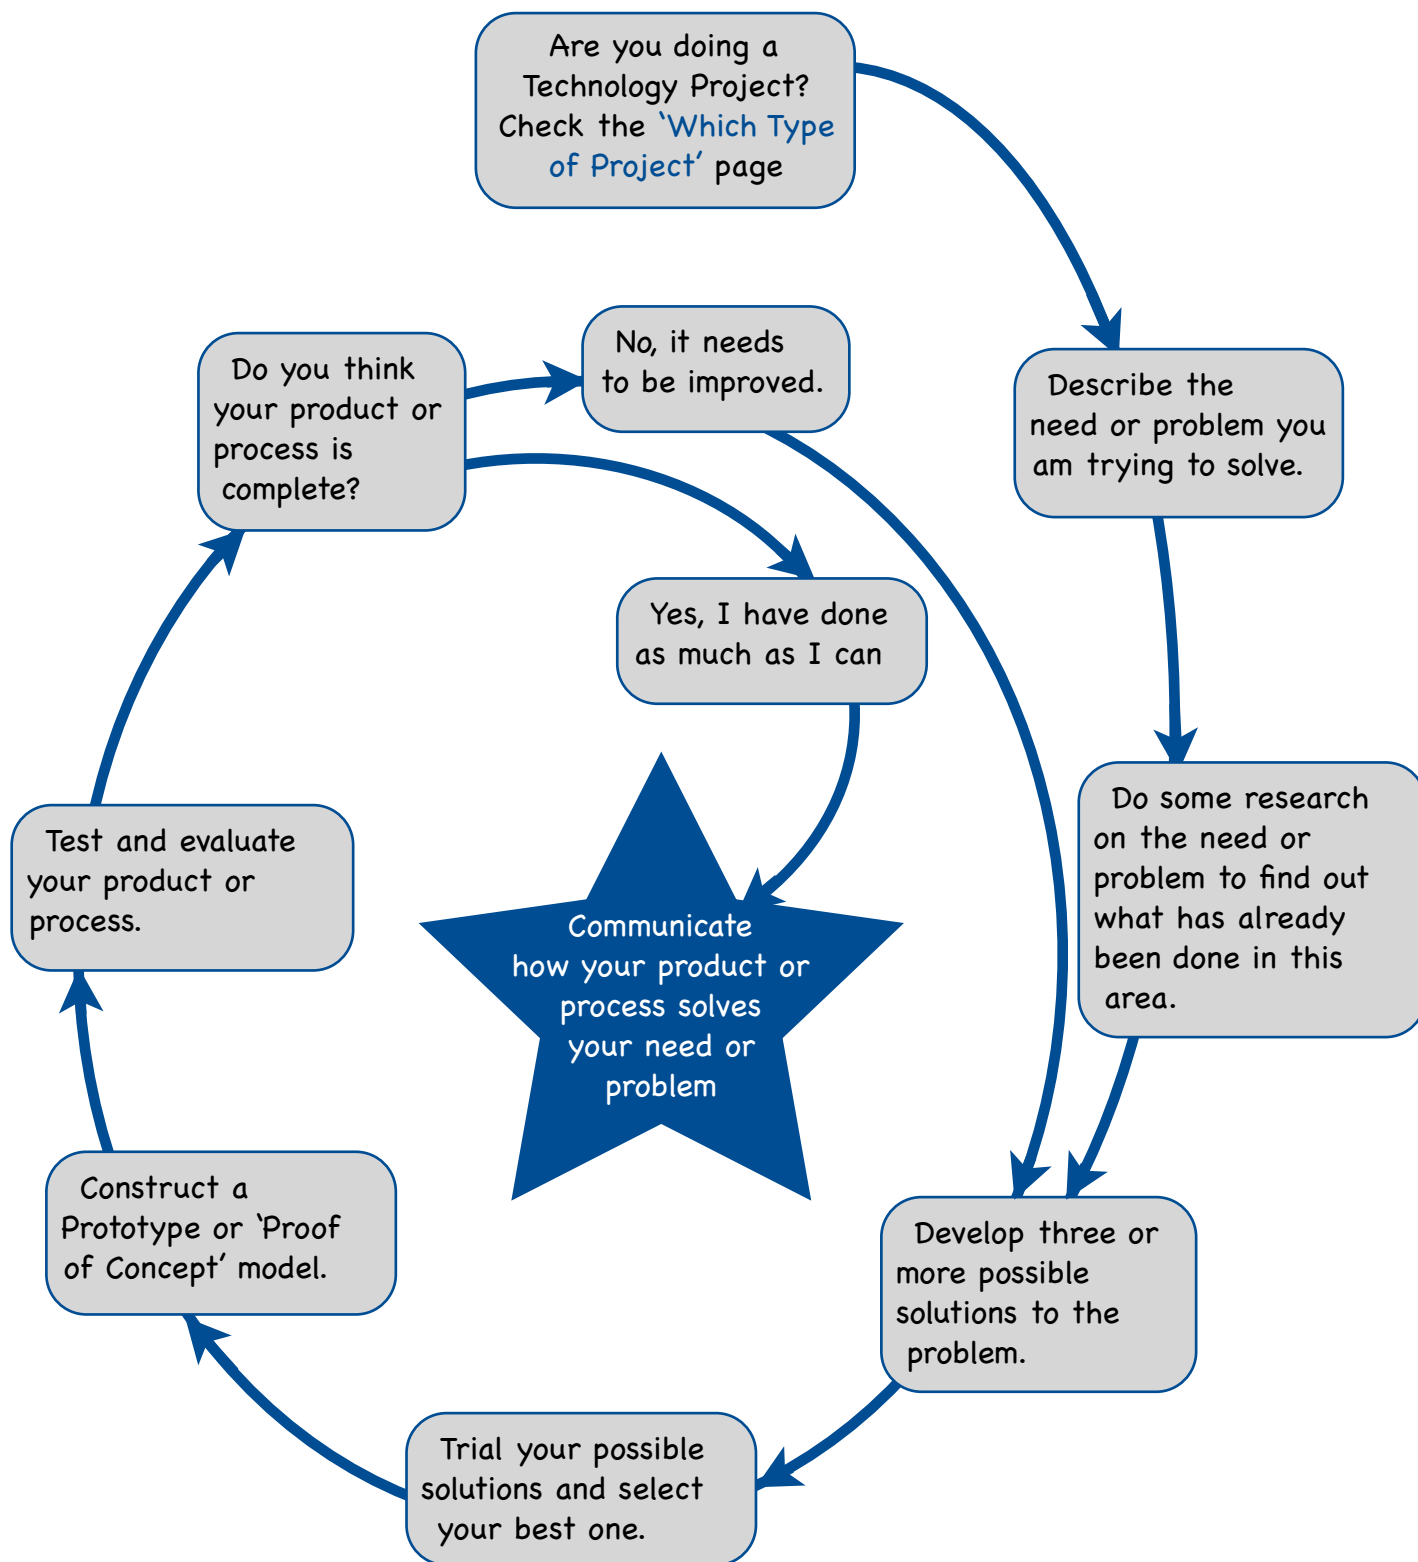 Are you doing a
Technology Project?
Check the ‘Which Type
of Project’ page
Describe the
need or problem you
am trying to solve.
Do some research
on the need or
problem to find out
what has already
been done in this
area.
Develop three or
more possible
solutions to the
problem.
Trial your possible
solutions and select
your best one.
Construct a
Prototype or ‘Proof
of Concept’ model.
Test and evaluate
your product or
process.
Do you think
your product or
process is
complete?
No, it needs
to be improved.
Yes, I have done
as much as I can
Communicate
how your product or
process solves
your need or
problem